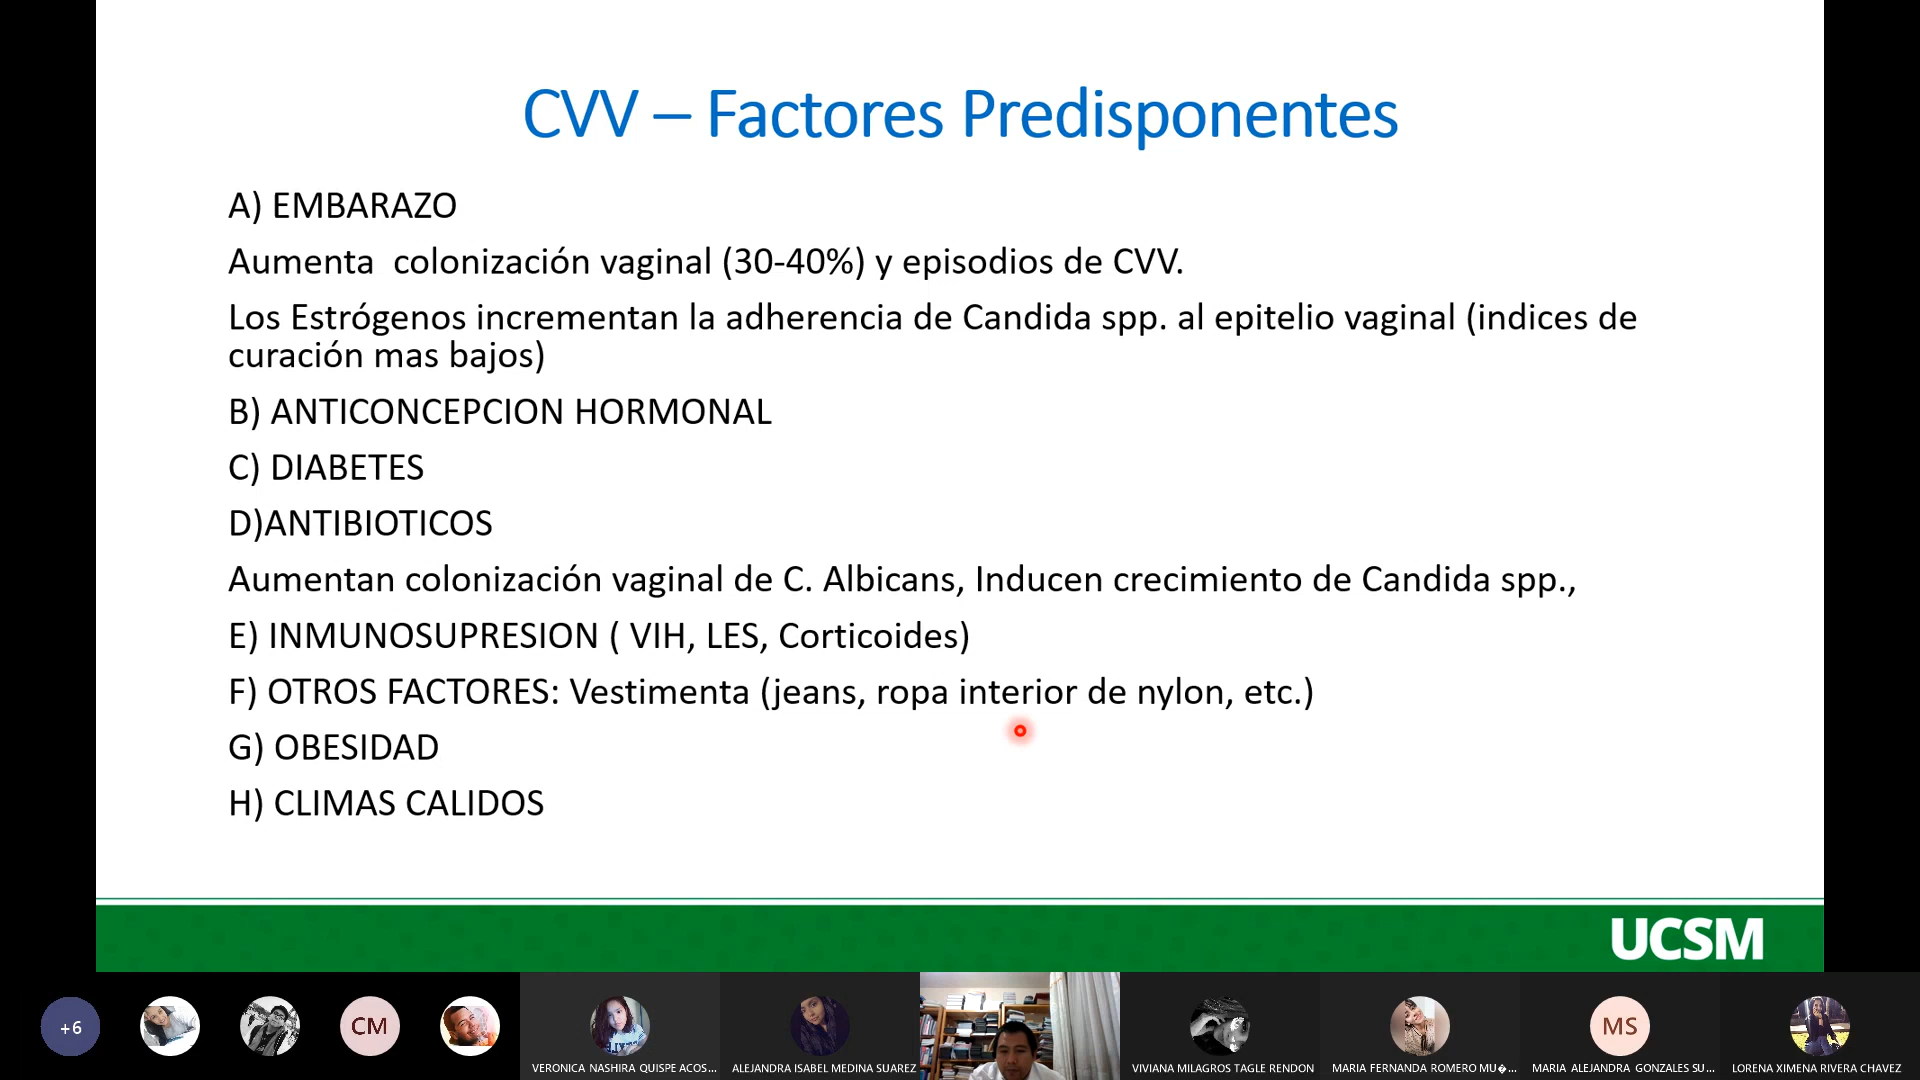 CVV – Factores Predisponentes
A) EMBARAZO
Aumenta  colonización vaginal (30-40%) y episodios de CVV.
Los Estrógenos incrementan la adherencia de Candida spp. al epitelio vaginal (indices de
curación mas bajos)
B) ANTICONCEPCION HORMONAL
C) DIABETES
D)ANTIBIOTICOS
Aumentan colonización vaginal de C. Albicans, Inducen crecimiento de Candida spp.,
E) INMUNOSUPRESION ( VIH, LES, Corticoides)
F) OTROS FACTORES: Vestimenta (jeans, ropa interior de nylon, etc.)
G) OBESIDAD
H) CLIMAS CALIDOS
UCSM
+6
CM
MS
VERONICA NASHIRA QUISPE ACOS...
ALEJANDRA ISABEL MEDINA SUAREZ
VIVIANA MILAGROS TAGLE RENDON
MARIA FERNANDA ROMERO MU�...
MARIA ALEJANDRA GONZALES SU...
LORENA XIMENA RIVERA CHAVEZ